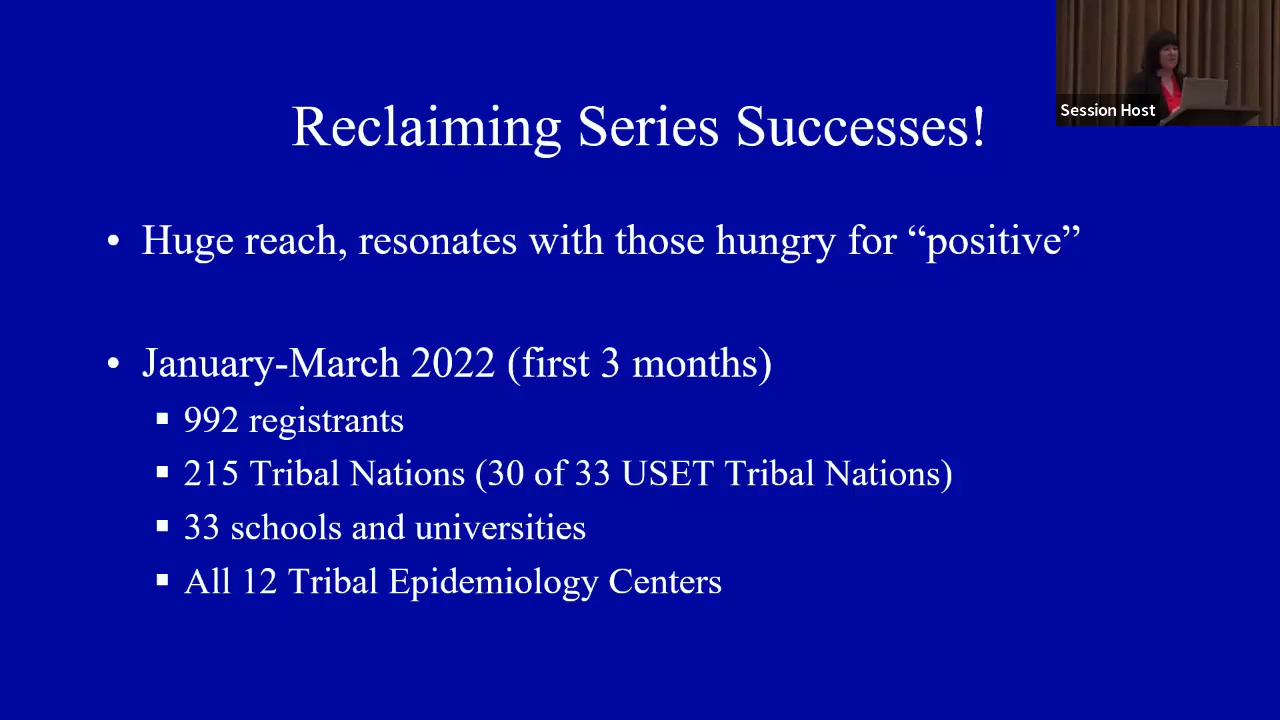 Session Host
Reclaiming Series Successes!
• Huge reach, resonates with those hungry for “positive”
• January-March 2022 (first 3 months)
▪ 992 registrants
▪ 215 Tribal Nations (30 of 33 USET Tribal Nations)
▪ 33 schools and universities
▪ All 12 Tribal Epidemiology Centers